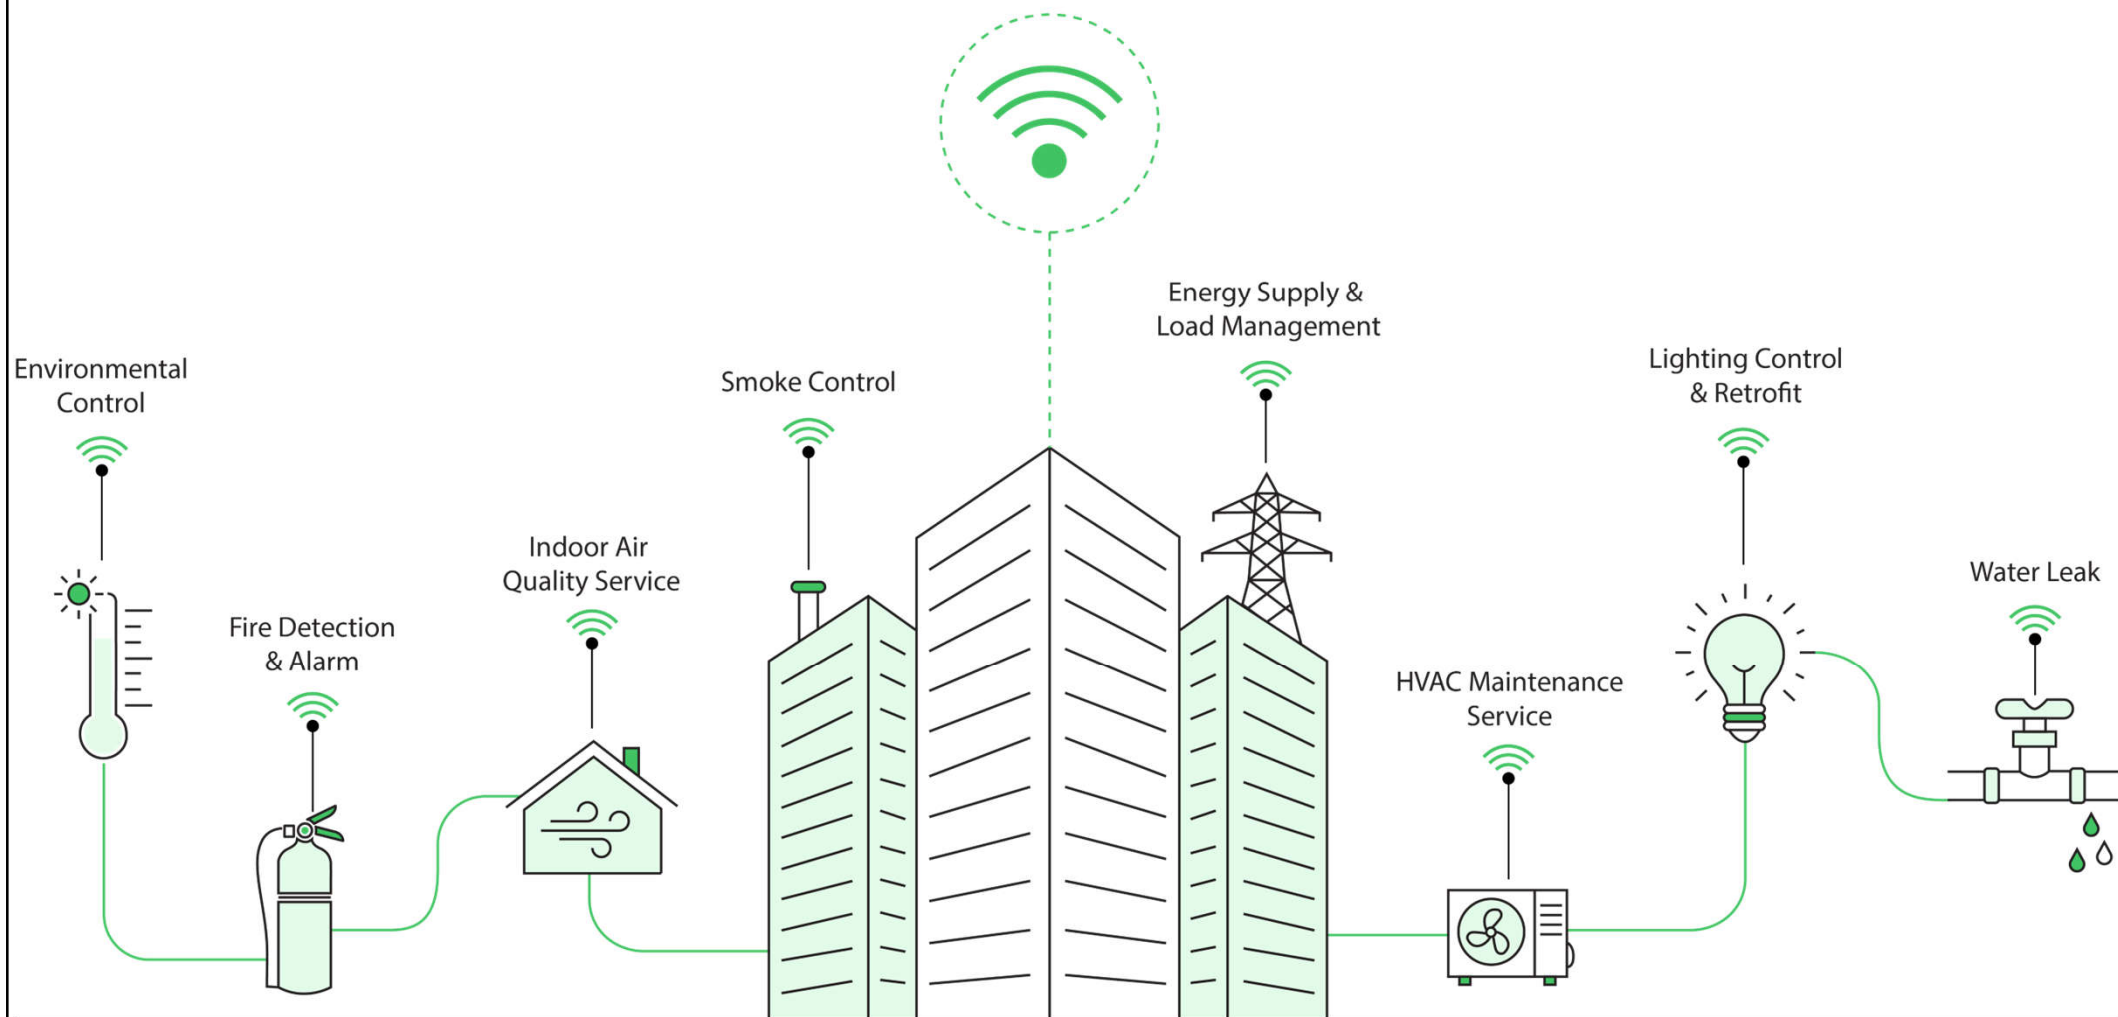 Environmental
Control
Fire Detection
& Alarm
Indoor Air
Quality Service
Smoke Control
Energy Supply &
Load Management
HVAC Maintenance
Service
Lighting Control
& Retrofit
Water Leak